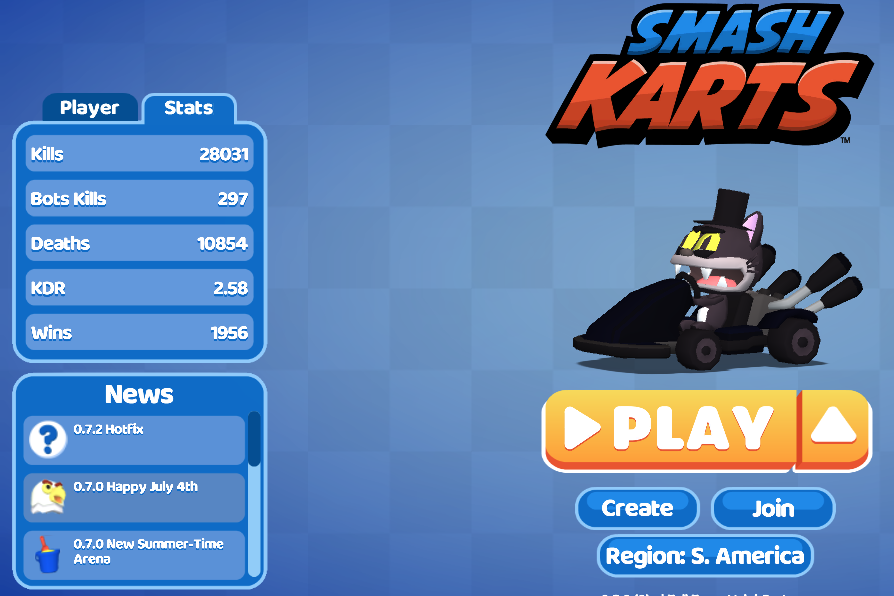 SMASH
KARTS
TM
Player
Stats
Kills 28031
Bots Kills 297
Deaths 10854
KDR 2.58
Wins 1956
News
0.7.2 Hotfix
0.7.0 Happy July 4th
0.7.0 New Summer-Time
Arena
PLAY
Create
Join
Region: S. America